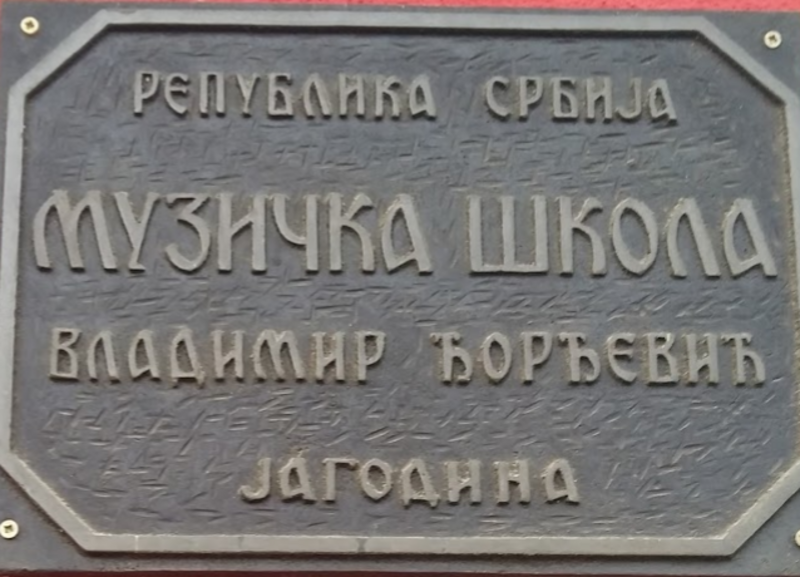 РЕПУБЛИКА СРБИЈА
МУЗИЧКА ШКОЛА
ВЛАДИМИР ЂОРЂЕВИЋ
ЈАГОДИНА